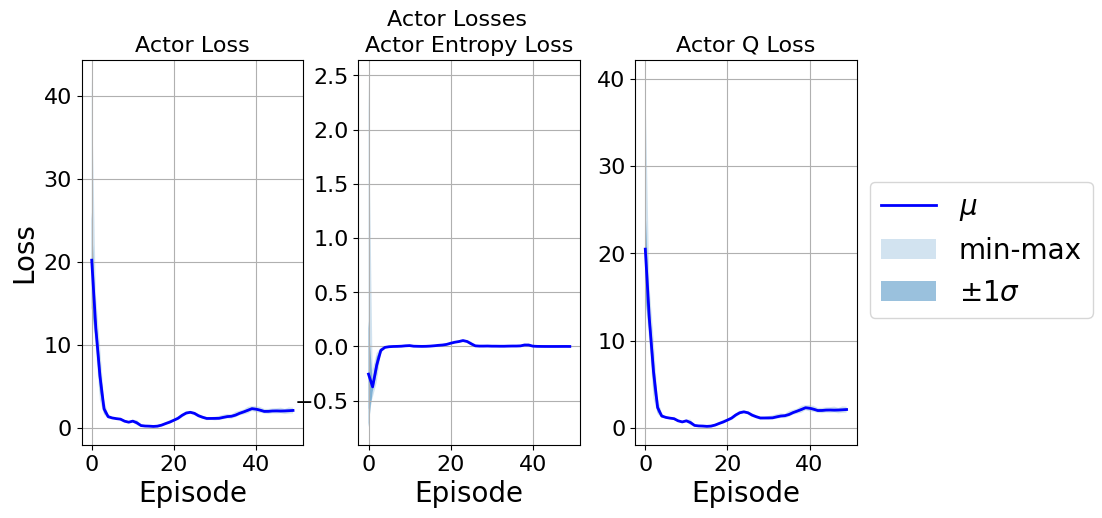 Actor Losses
Actor Loss
Actor Entropy Loss
Actor Q Loss
Loss
40
30
20
10
0
2.5
2.0
1.5
1.0
0.5
0.0
−0.5
40
30
20
10
0
0 20 40
0 20 40
0 20 40
Episode
Episode
Episode
μ
min-max
±1σ